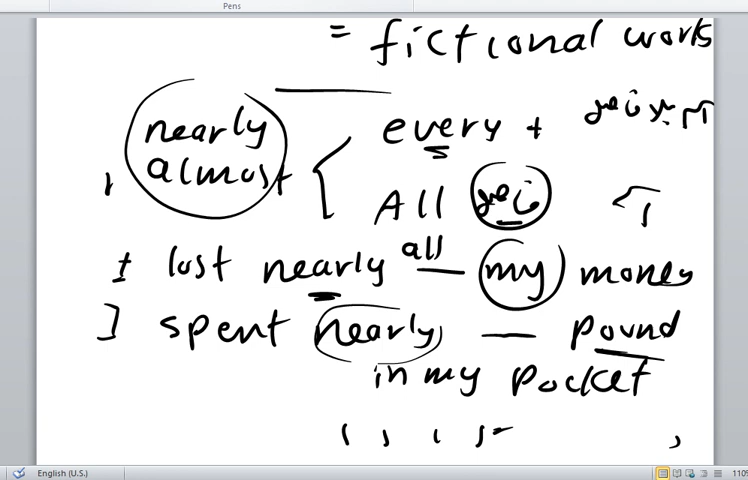 Pens
= fictional works
nearly every +
almost All
I lost nearly all — my money
I spent nearly — pound
in my pocket
English (U.S.)
110%